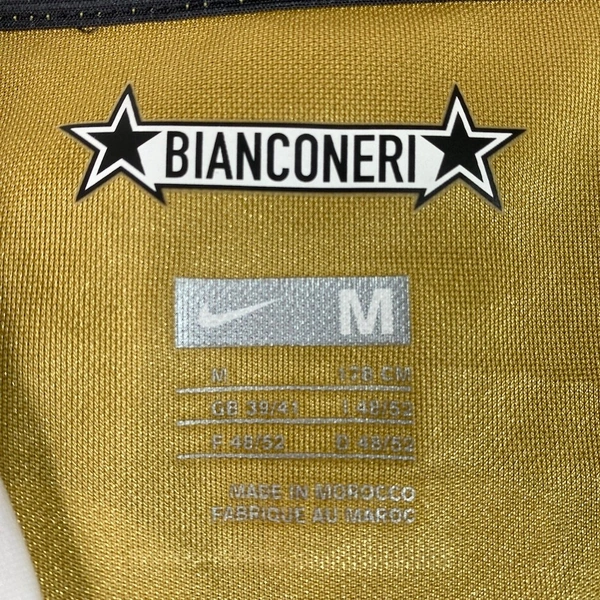 BIANCONERI
M
M 178 CM
GB 39/41 I 48/52
F 48/52 D 48/52
MADE IN MOROCCO
FABRIQUE AU MAROC